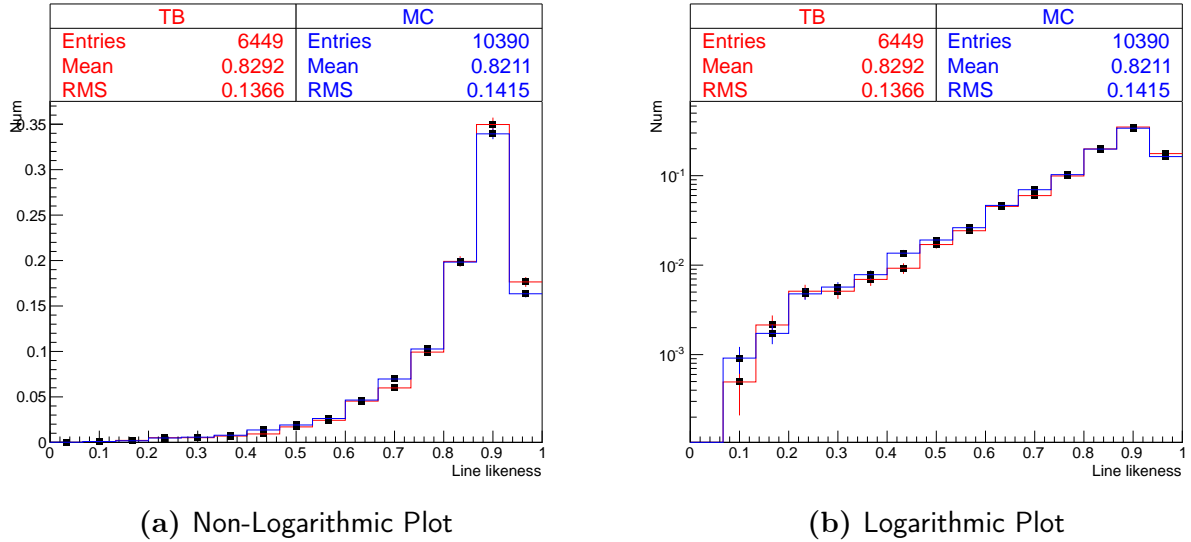 TB MC
Entries 6449 Entries 10390
Mean 0.8292 Mean 0.8211
RMS 0.1366 RMS 0.1415
Num
0.35
0.3
0.25
0.2
0.15
0.1
0.05
0
0 0.1 0.2 0.3 0.4 0.5 0.6 0.7 0.8 0.9 1
Line likeness
(a) Non-Logarithmic Plot
TB MC
Entries 6449 Entries 10390
Mean 0.8292 Mean 0.8211
RMS 0.1366 RMS 0.1415
Num
10-1
10-2
10-3
0 0.1 0.2 0.3 0.4 0.5 0.6 0.7 0.8 0.9 1
Line likeness
(b) Logarithmic Plot